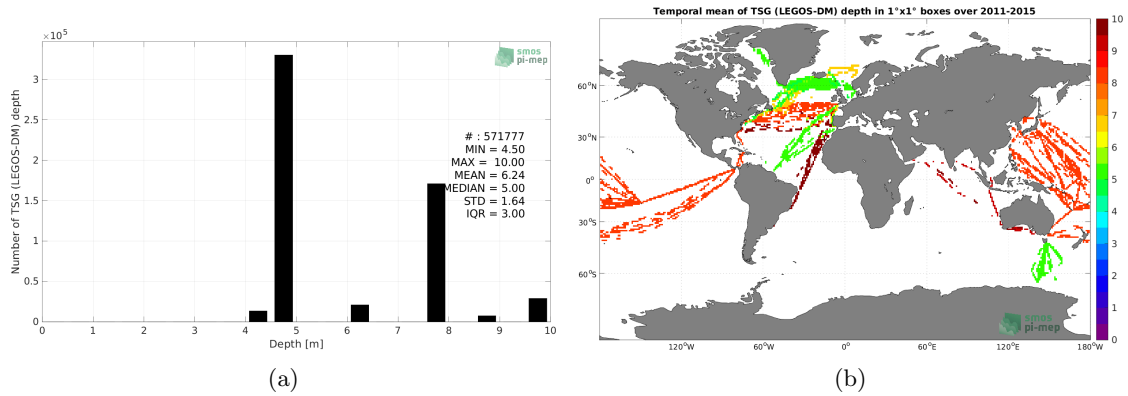 ×10⁵
3
2.5
2
1.5
1
0.5
0
0 1 2 3 4 5 6 7 8 9 10
Number of TSG (LEGOS-DM) depth
Depth [m]
smos
pi-mep
# : 571777
MIN = 4.50
MAX = 10.00
MEAN = 6.24
MEDIAN = 5.00
STD = 1.64
IQR = 3.00
(a)
Temporal mean of TSG (LEGOS-DM) depth in 1°x1° boxes over 2011-2015
60°N
30°N
0°
30°S
60°S
120°W 60°W 0° 60°E 120°E 180°W
smos
pi-mep
10
9
8
7
6
5
4
3
2
1
0
(b)